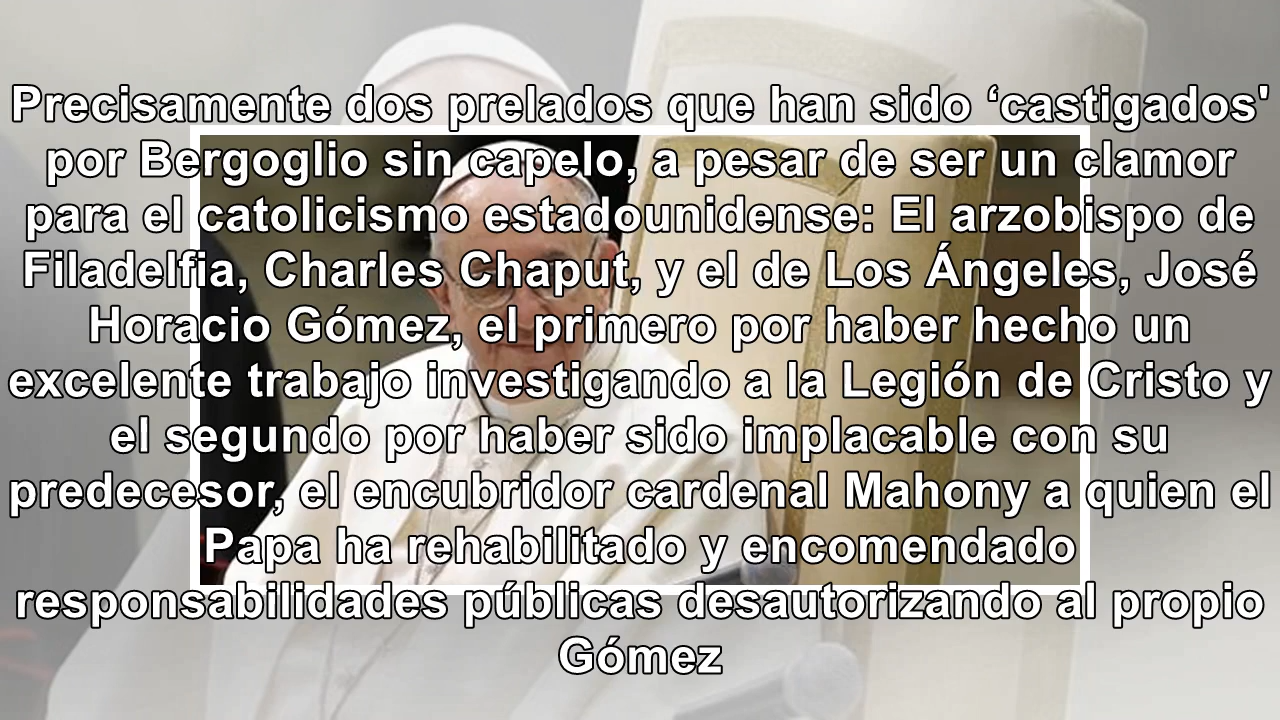 Precisamente dos prelados que han sido ‘castigados'
por Bergoglio sin capelo, a pesar de ser un clamor
para el catolicismo estadounidense: El arzobispo de
Filadelfia, Charles Chaput, y el de Los Ángeles, José
Horacio Gómez, el primero por haber hecho un
excelente trabajo investigando a la Legión de Cristo y
el segundo por haber sido implacable con su
predecesor, el encubridor cardenal Mahony a quien el
Papa ha rehabilitado y encomendado
responsabilidades públicas desautorizando al propio
Gómez